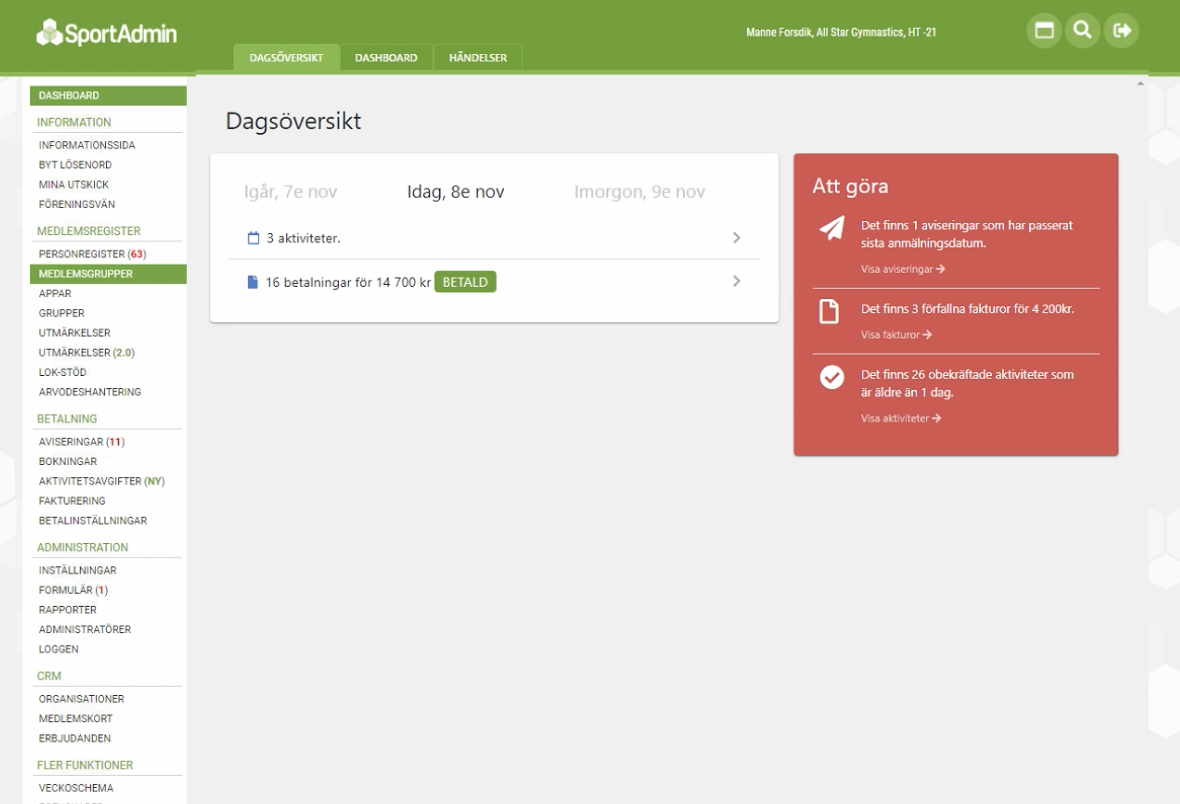 SportAdmin
Manne Forsdik, All Star Gymnastics, HT -21
DAGSÖVERSIKT
DASHBOARD
HÄNDELSER
DASHBOARD
INFORMATION
INFORMATIONSSIDA
BYT LÖSENORD
MINA UTSKICK
FÖRENINGSVÄN
MEDLEMSREGISTER
PERSONREGISTER (63)
MEDLEMSGRUPPER
APPAR
GRUPPER
UTMÄRKELSER
UTMÄRKELSER (2.0)
LOK-STÖD
ARVODESHANTERING
BETALNING
AVISERINGAR (11)
BOKNINGAR
AKTIVITETSAVGIFTER (NY)
FAKTURERING
BETALINSTÄLLNINGAR
ADMINISTRATION
INSTÄLLNINGAR
FORMULÄR (1)
RAPPORTER
ADMINISTRATÖRER
LOGGEN
CRM
ORGANISATIONER
MEDLEMSKORT
ERBJUDANDEN
FLER FUNKTIONER
VECKOSCHEMA
Dagsöversikt
Igår, 7e nov
Idag, 8e nov
Imorgon, 9e nov
3 aktiviteter.
16 betalningar för 14 700 kr BETALD
Att göra
Det finns 1 aviseringar som har passerat
sista anmälningsdatum.
Visa aviseringar
Det finns 3 förfallna fakturor för 4 200kr.
Visa fakturor
Det finns 26 obekräftade aktiviteter som
är äldre än 1 dag.
Visa aktiviteter